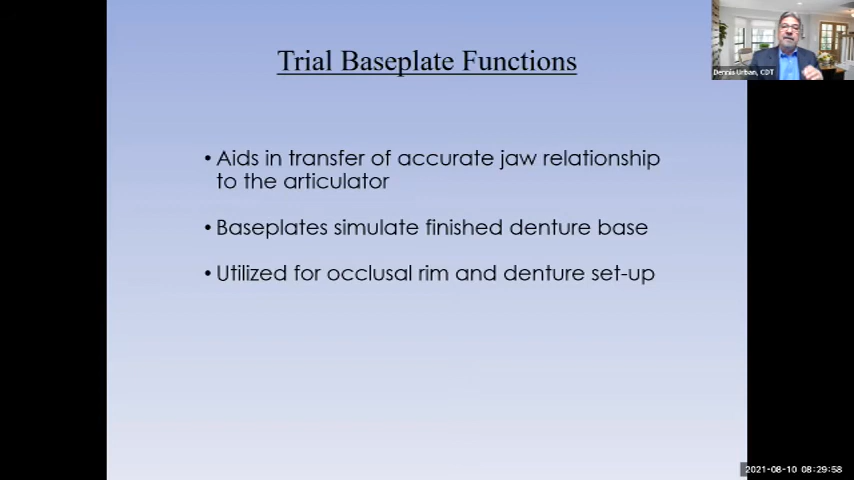 Trial Baseplate Functions
Dennis Urban, CDT
• Aids in transfer of accurate jaw relationship
to the articulator
• Baseplates simulate finished denture base
• Utilized for occlusal rim and denture set-up
2021-08-10 08:29:58